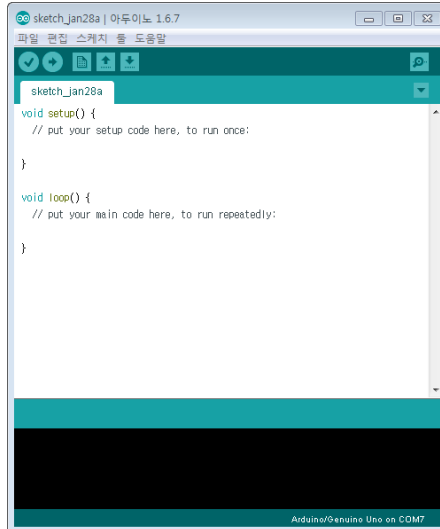 sketch_jan28a | 아두이노 1.6.7
파일 편집 스케치 툴 도움말
sketch_jan28a
void setup() {
// put your setup code here, to run once:
}
void loop() {
// put your main code here, to run repeatedly:
}
Arduino/Genuino Uno on COM7